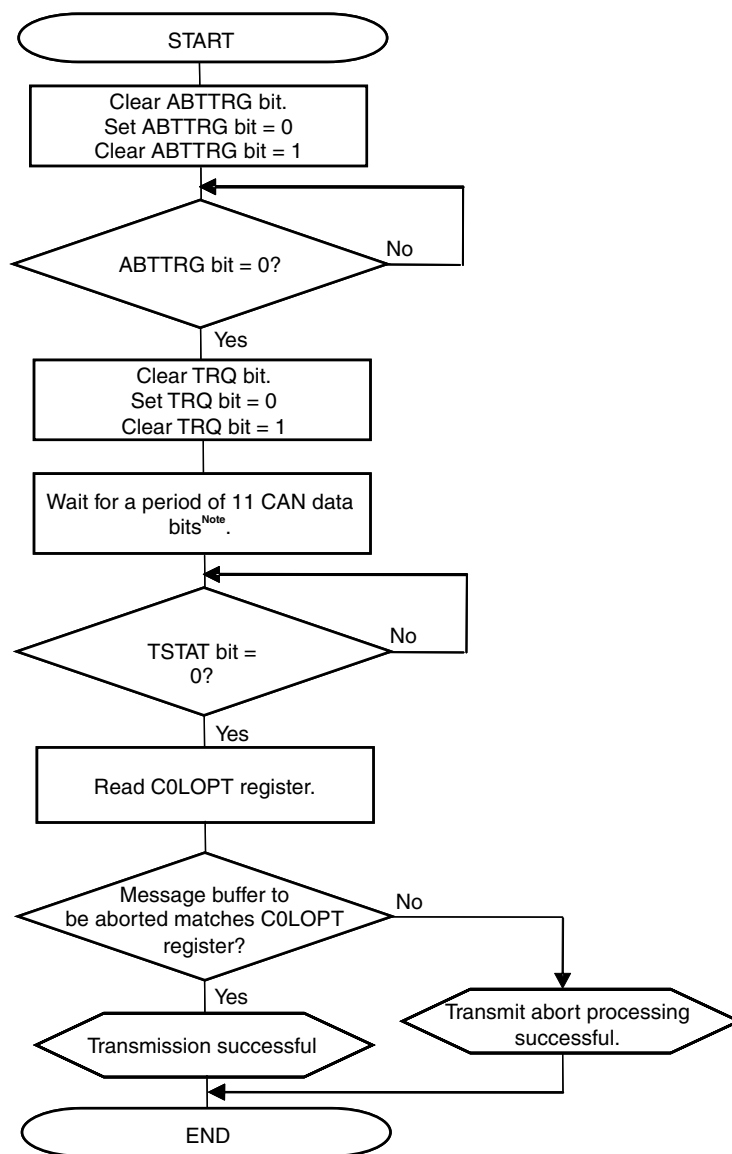 START
Clear ABTTRG bit.
Set ABTTRG bit = 0
Clear ABTTRG bit = 1
ABTTRG bit = 0?
No
Yes
Clear TRQ bit.
Set TRQ bit = 0
Clear TRQ bit = 1
Wait for a period of 11 CAN data
bitsNote.
TSTAT bit =
0?
No
Yes
Read C0LOPT register.
Message buffer to
be aborted matches C0LOPT
register?
No
Yes
Transmit abort processing
successful.
Transmission successful
END